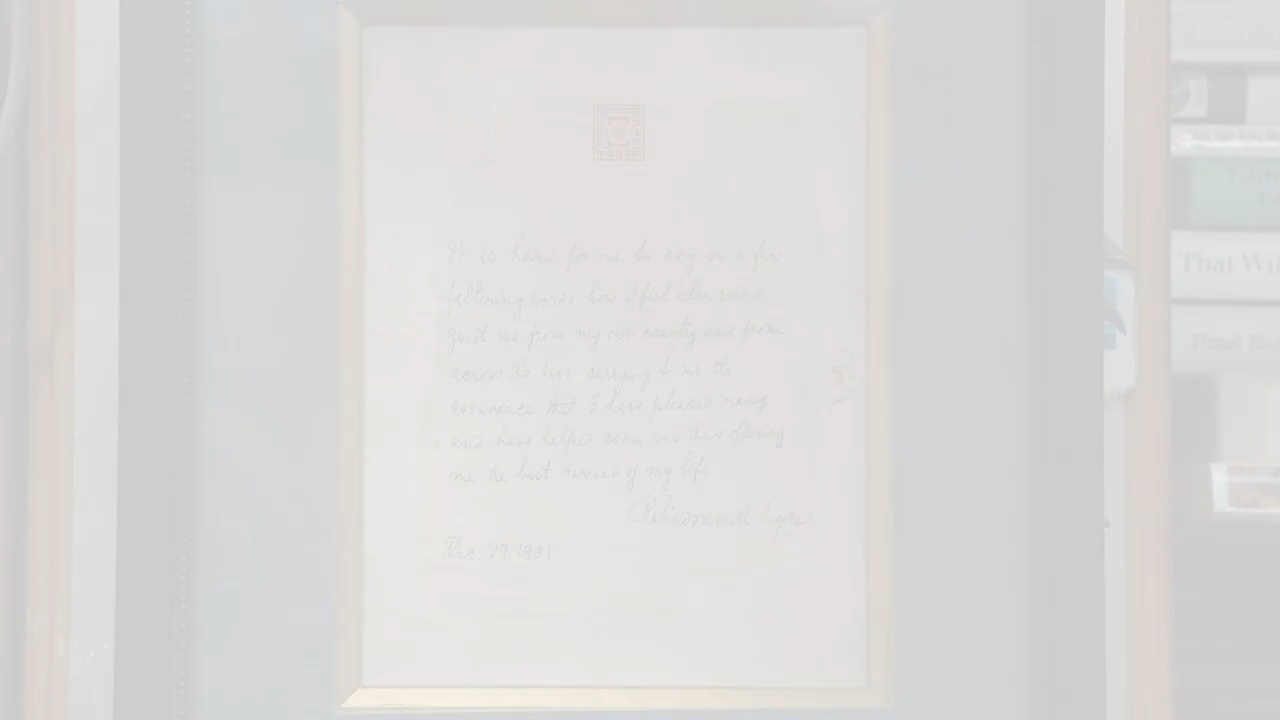 It is hard for me to say in a few
faltering words how I feel when voices
greet me from my own country and from
across the seas carrying to me the
assurance that I have pleased many
and have helped some and thus offering
me the best reward of my life
Rabindranath Tagore
Dec. 27 1931
That Wil